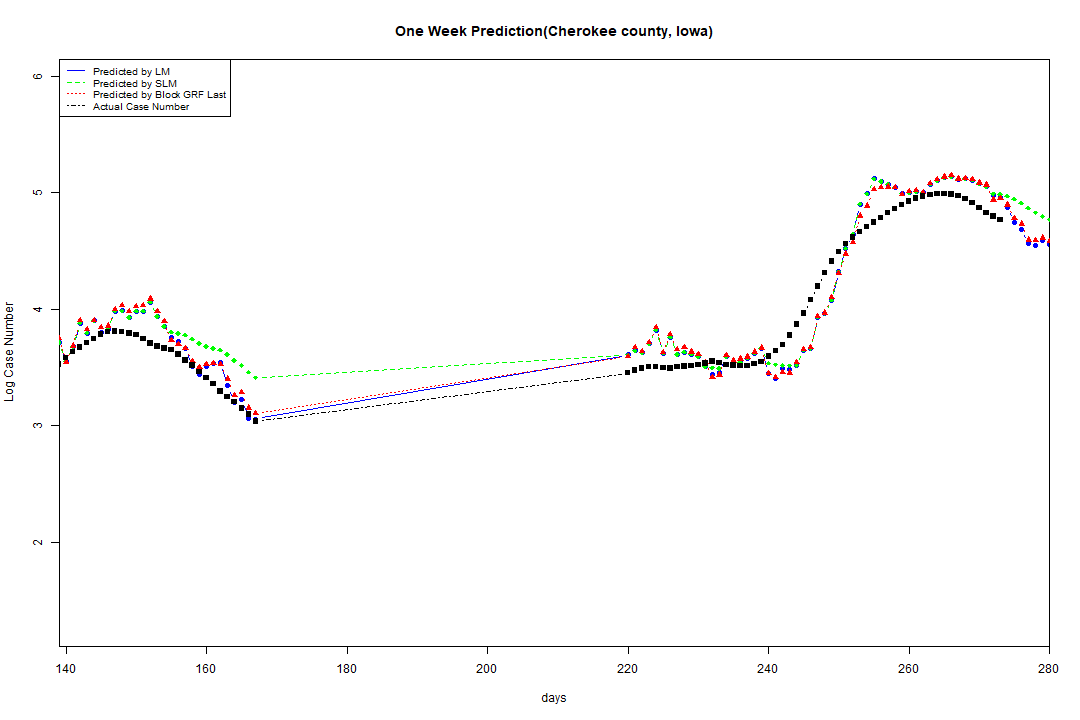 One Week Prediction(Cherokee county, Iowa)
Predicted by LM
Predicted by SLM
Predicted by Block GRF Last
Actual Case Number
6
5
4
3
2
Log Case Number
140 160 180 200 220 240 260 280
days